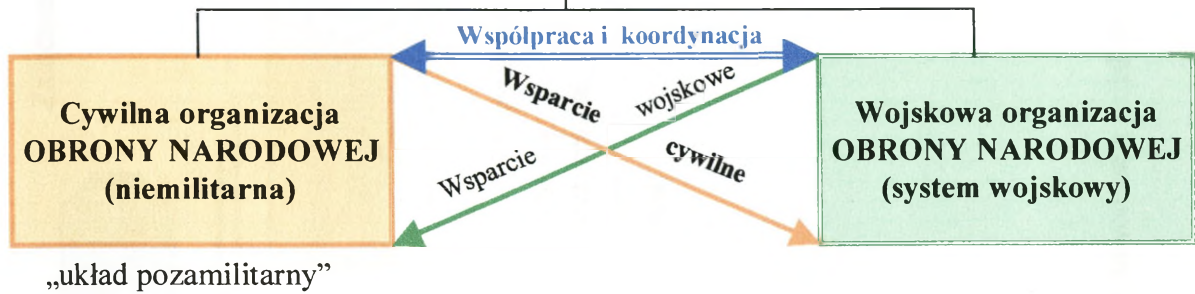 Współpraca i koordynacja
Cywilna organizacja
OBRONY NARODOWEJ
(niemilitarna)
Wsparcie cywilne
Wsparcie wojskowe
Wojskowa organizacja
OBRONY NARODOWEJ
(system wojskowy)
„układ pozamilitarny”